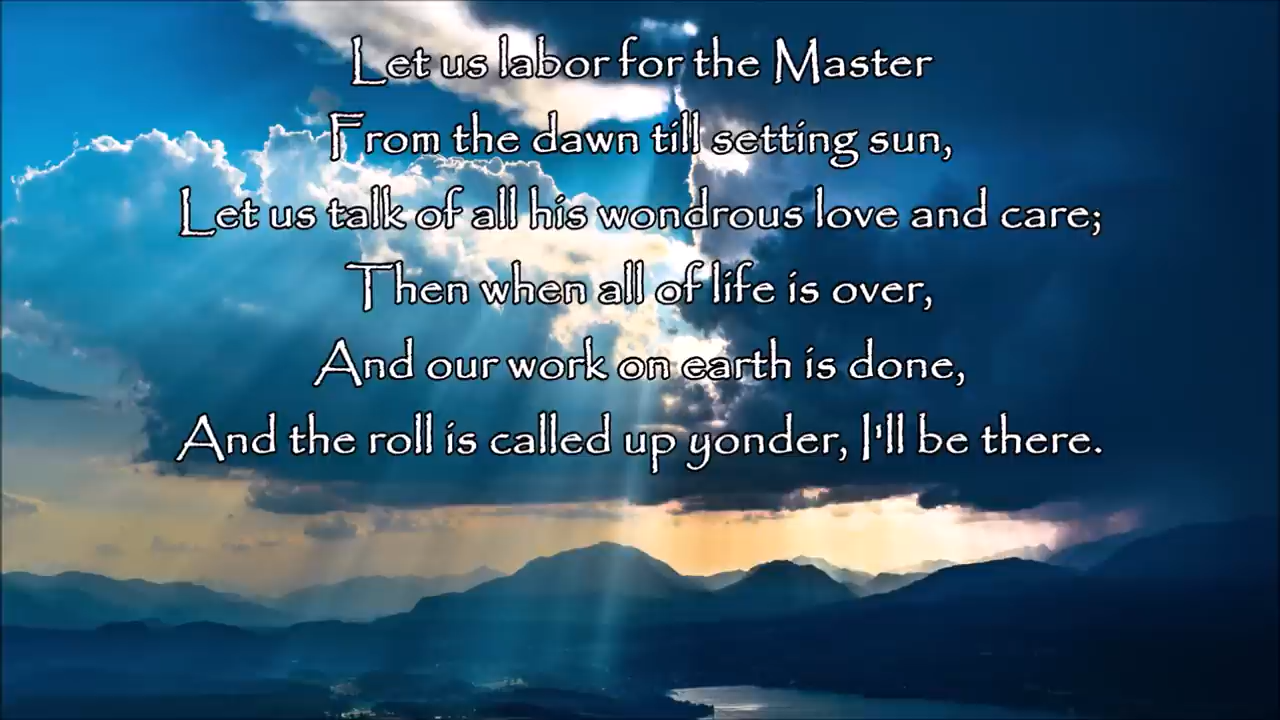 Let us labor for the Master
From the dawn till setting sun,
Let us talk of all his wondrous love and care;
Then when all of life is over,
And our work on earth is done,
And the roll is called up yonder, I'll be there.